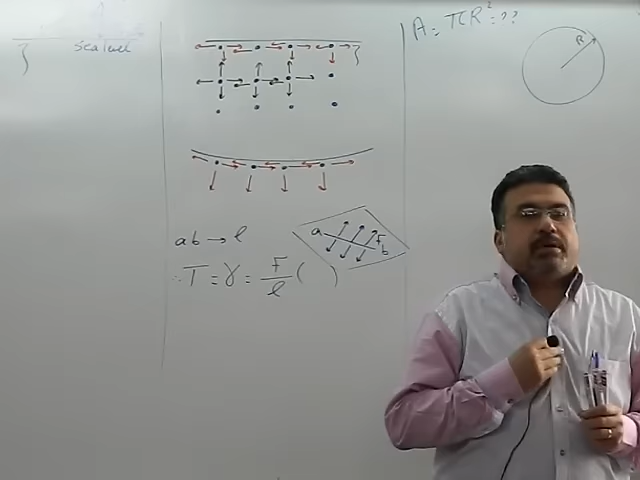 sea level
A = πR² = ??
R
ab → l
a
F
b
∴ T = γ = F/l ( )